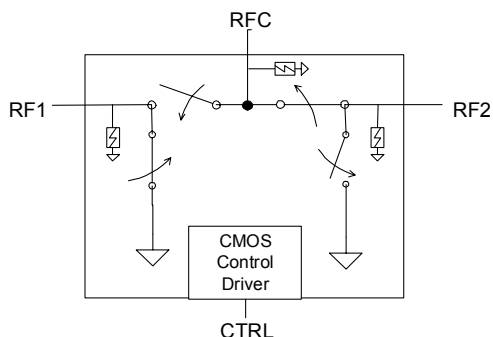 RFC
RF1
RF2
CMOS
Control
Driver
CTRL